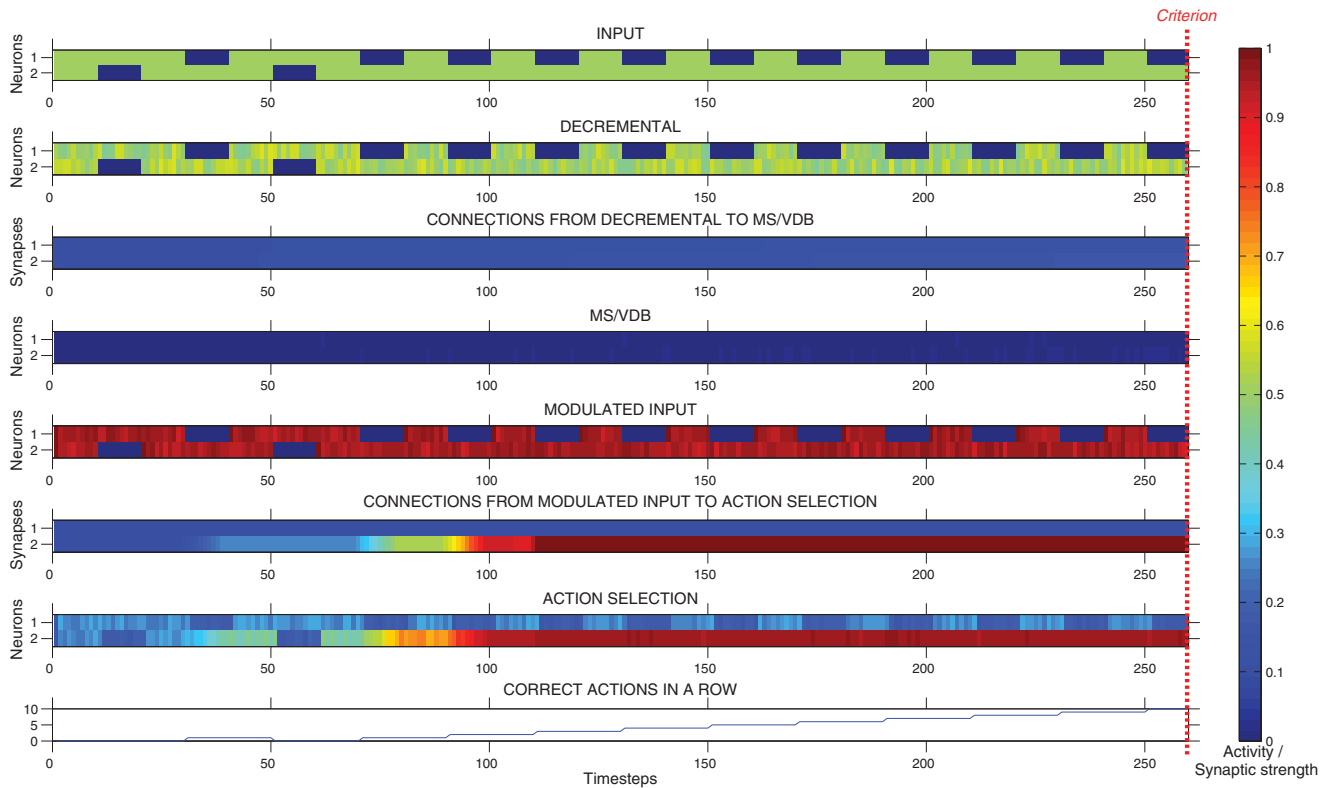 Criterion
INPUT
Neurons
1
2
0 50 100 150 200 250
DECREMENTAL
Neurons
1
2
0 50 100 150 200 250
CONNECTIONS FROM DECREMENTAL TO MS/VDB
Synapses
1
2
0 50 100 150 200 250
MS/VDB
Neurons
1
2
0 50 100 150 200 250
MODULATED INPUT
Neurons
1
2
0 50 100 150 200 250
CONNECTIONS FROM MODULATED INPUT TO ACTION SELECTION
Synapses
1
2
0 50 100 150 200 250
ACTION SELECTION
Neurons
1
2
0 50 100 150 200 250
CORRECT ACTIONS IN A ROW
10
5
0
0 50 100 150 200 250
Timesteps
1
0.9
0.8
0.7
0.6
0.5
0.4
0.3
0.2
0.1
0
Activity /
Synaptic strength